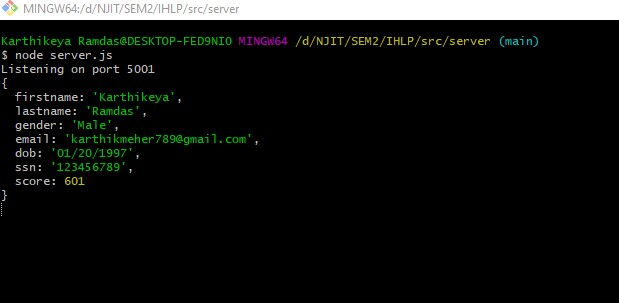 MINGW64:/d/NJIT/SEM2/IHLP/src/server
Karthikeya Ramdas@DESKTOP-FED9NIO MINGW64 /d/NJIT/SEM2/IHLP/src/server (main)
$ node server.js
Listening on port 5001
{
  firstname: 'Karthikeya',
  lastname: 'Ramdas',
  gender: 'Male',
  email: 'karthikmeher789@gmail.com',
  dob: '01/20/1997',
  ssn: '123456789',
  score: 601
}